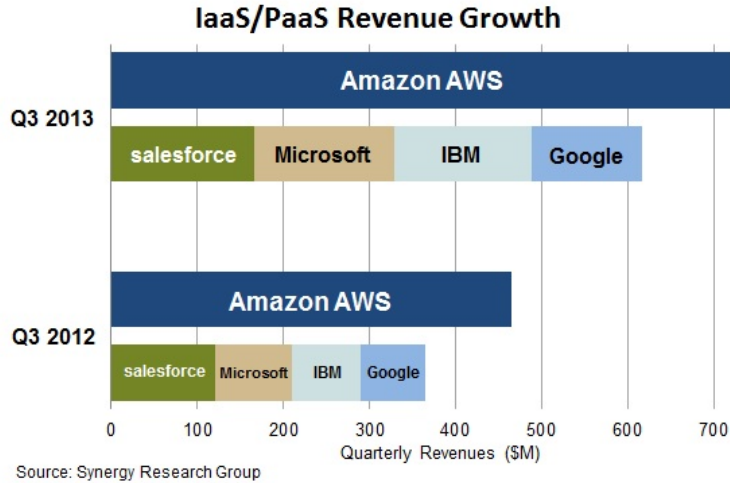 IaaS/PaaS Revenue Growth
Amazon AWS
Q3 2013
salesforce Microsoft IBM Google
Amazon AWS
Q3 2012
salesforce Microsoft IBM Google
0 100 200 300 400 500 600 700
Quarterly Revenues ($M)
Source: Synergy Research Group